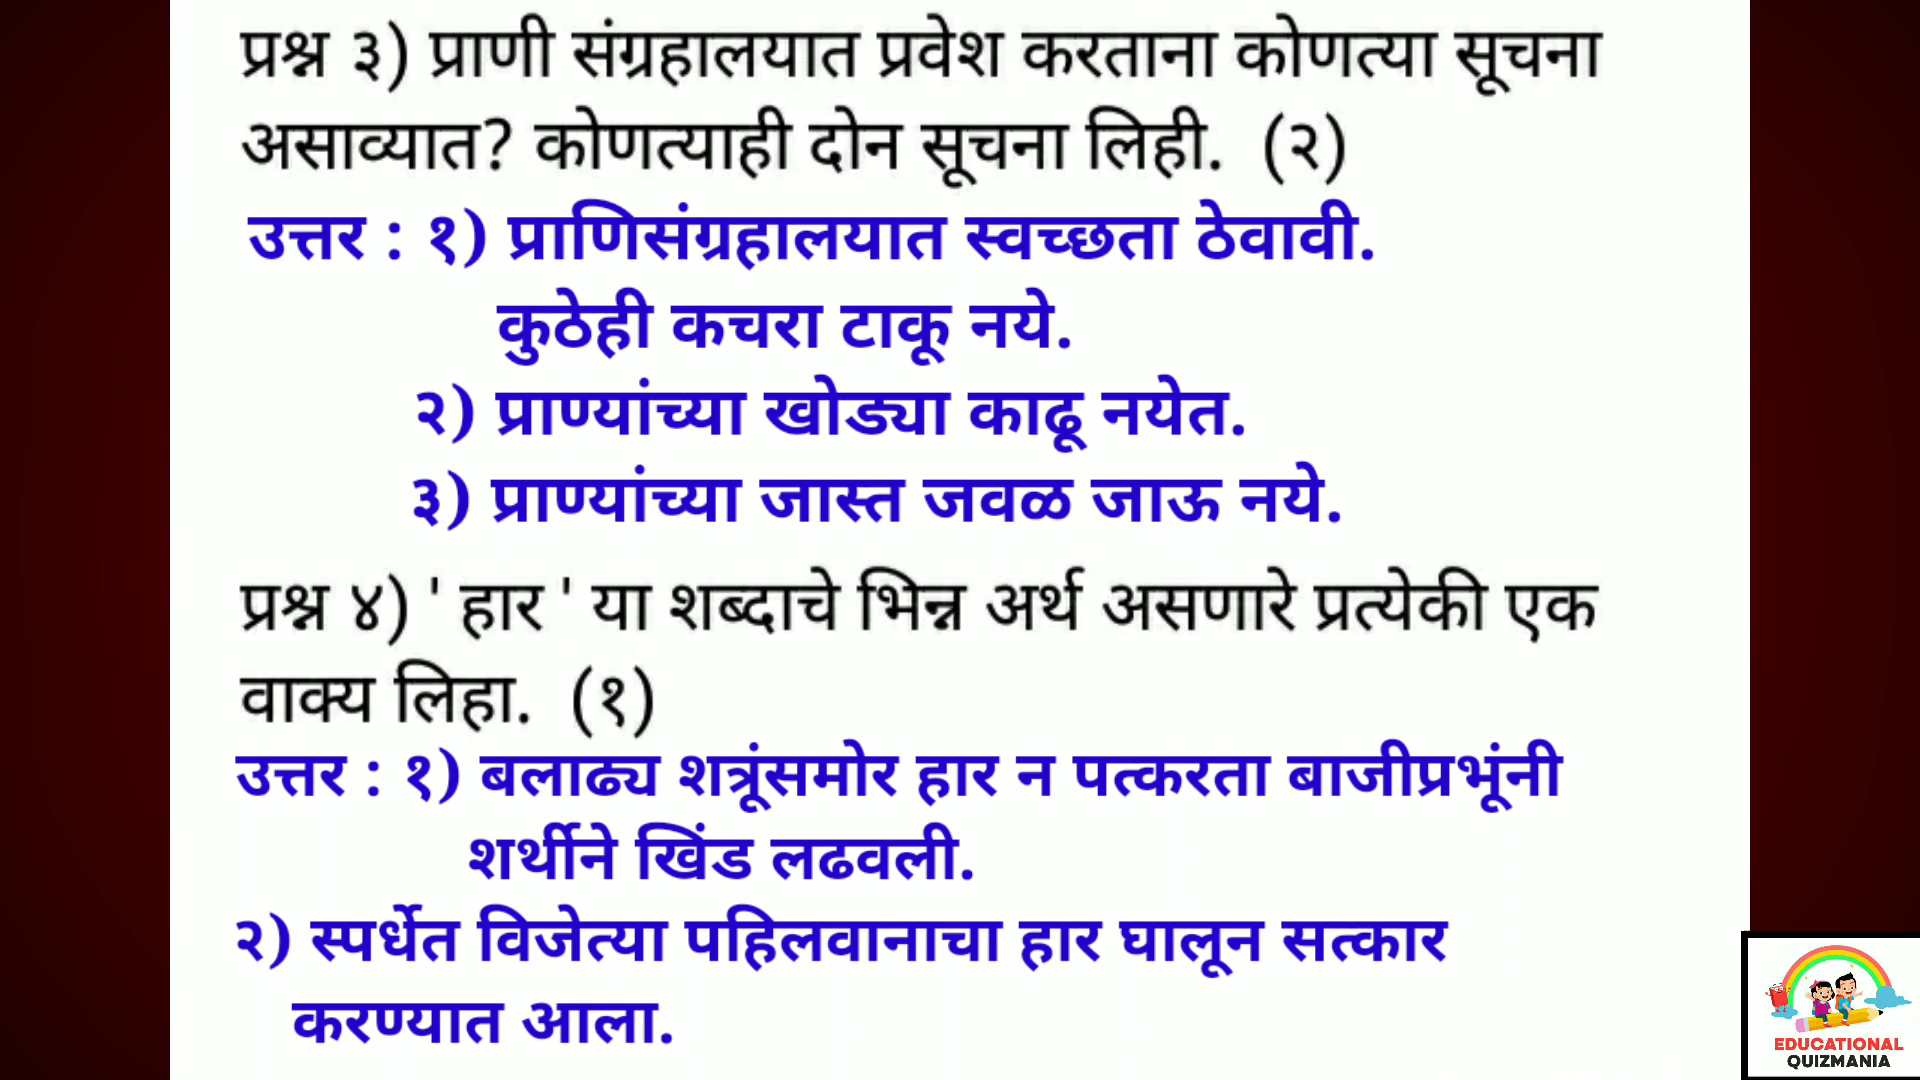 प्रश्न ३) प्राणी संग्रहालयात प्रवेश करताना कोणत्या सूचना
असाव्यात? कोणत्याही दोन सूचना लिही. (२)
उत्तर : १) प्राणिसंग्रहालयात स्वच्छता ठेवावी.
कुठेही कचरा टाकू नये.
२) प्राण्यांच्या खोड्या काढू नयेत.
३) प्राण्यांच्या जास्त जवळ जाऊ नये.
प्रश्न ४) ' हार ' या शब्दाचे भिन्न अर्थ असणारे प्रत्येकी एक
वाक्य लिहा. (१)
उत्तर : १) बलाढ्य शत्रूंसमोर हार न पत्करता बाजीप्रभूंनी
शर्थीने खिंड लढवली.
२) स्पर्धेत विजेत्या पहिलवानाचा हार घालून सत्कार
करण्यात आला.
EDUCATIONAL
QUIZMANIA